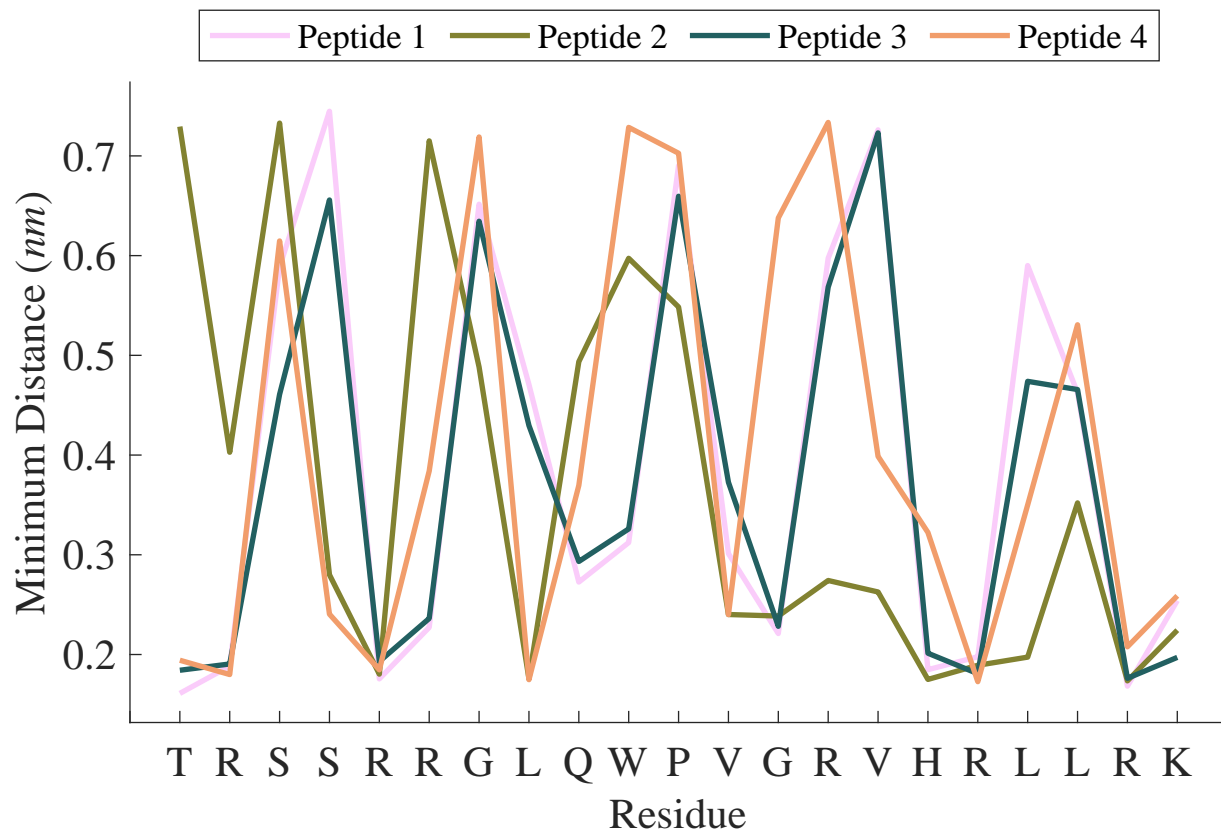 Peptide 1 Peptide 2 Peptide 3 Peptide 4
Minimum Distance (nm)
0.7
0.6
0.5
0.4
0.3
0.2
T R S S R R G L Q W P V G R V H R L L R K
Residue